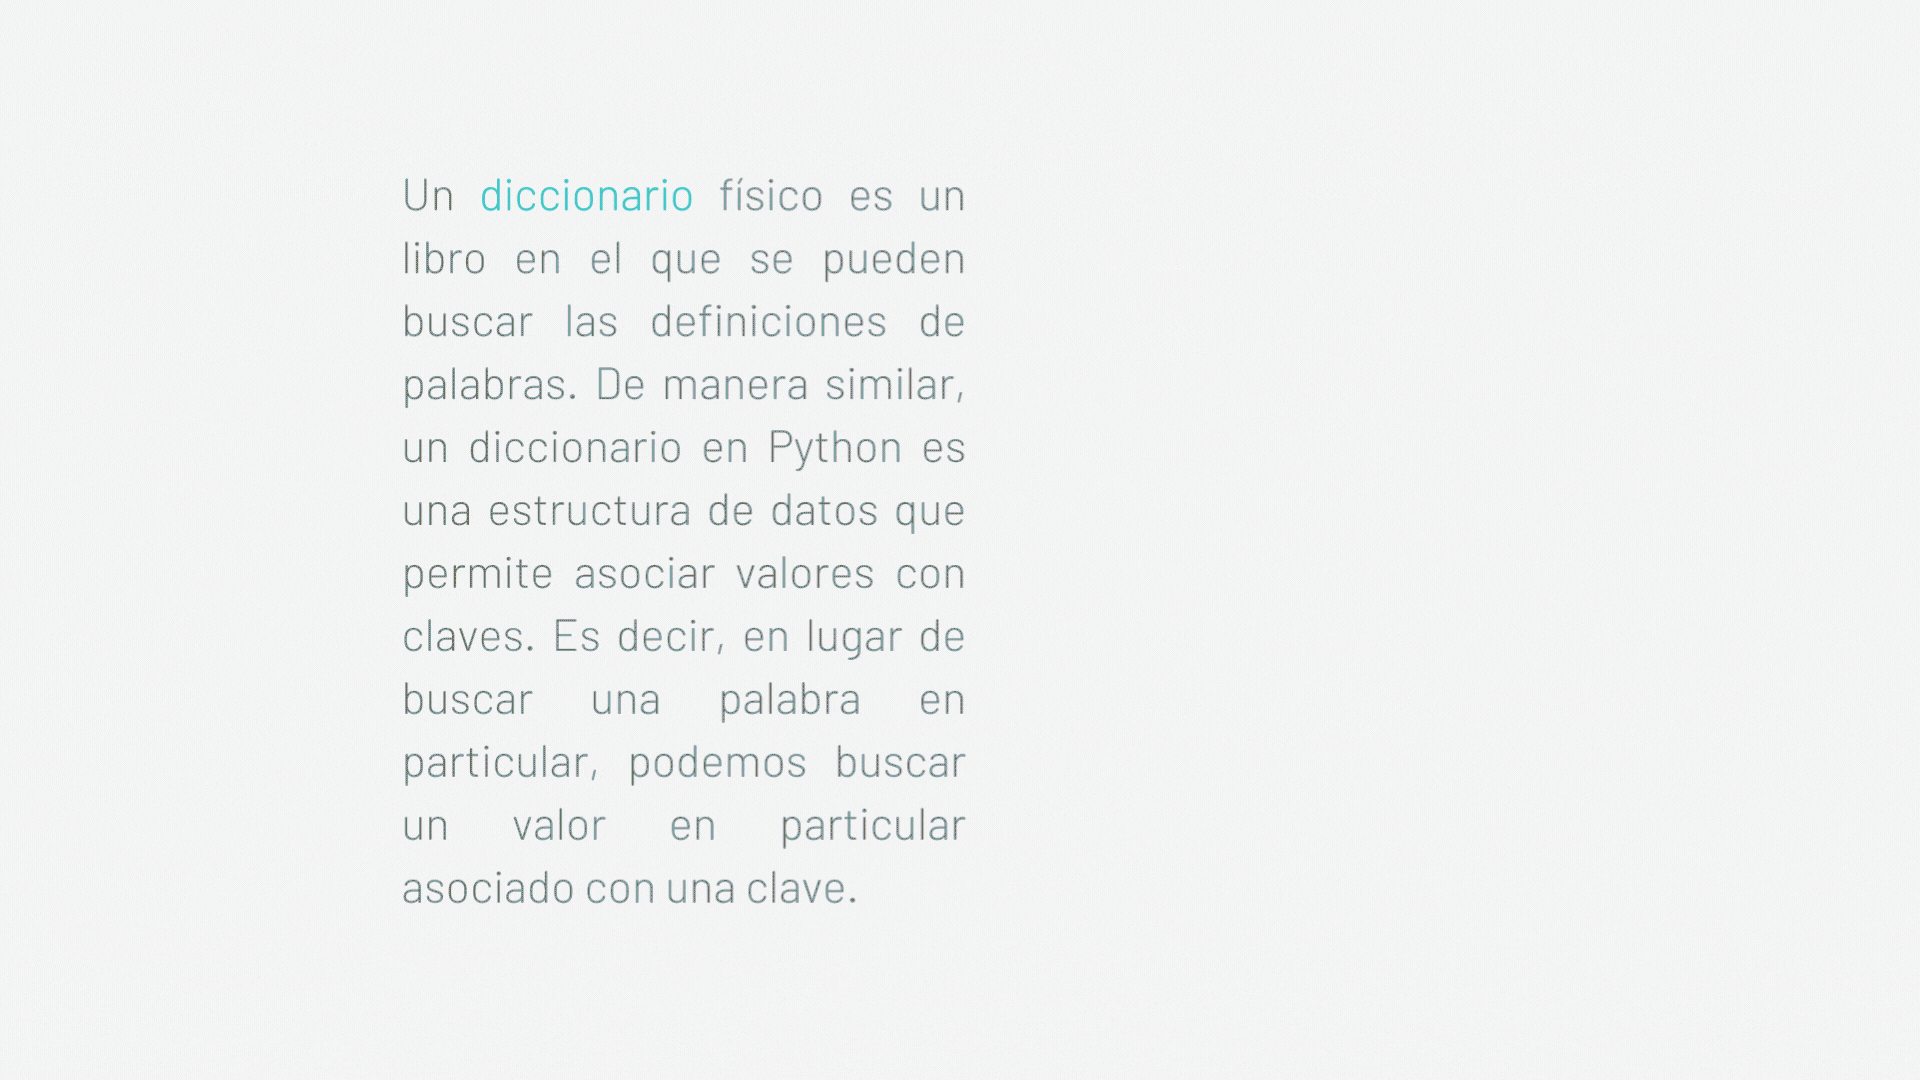 Un diccionario físico es un
libro en el que se pueden
buscar las definiciones de
palabras. De manera similar,
un diccionario en Python es
una estructura de datos que
permite asociar valores con
claves. Es decir, en lugar de
buscar una palabra en
particular, podemos buscar
un valor en particular
asociado con una clave.